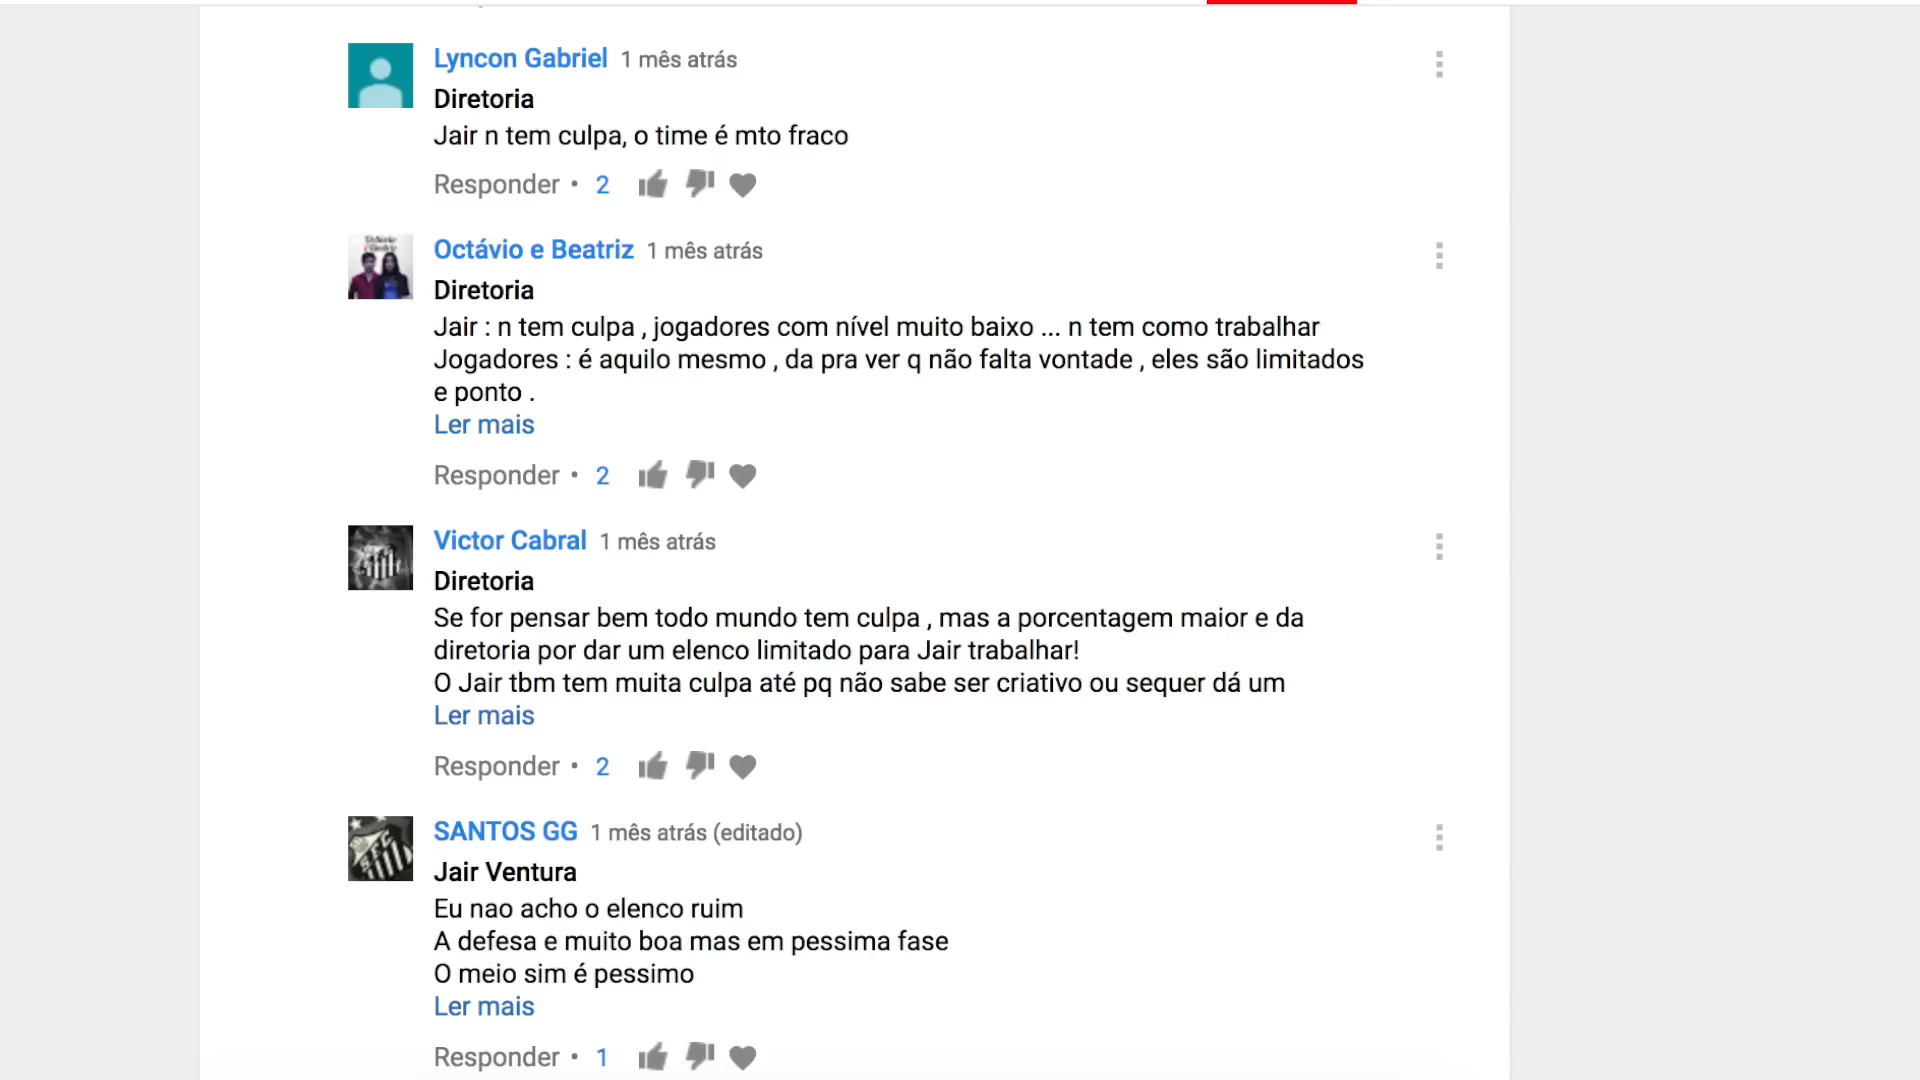 Lyncon Gabriel 1 mês atrás
Diretoria
Jair n tem culpa, o time é mto fraco
Responder • 2
Octávio e Beatriz 1 mês atrás
Diretoria
Jair : n tem culpa , jogadores com nível muito baixo ... n tem como trabalhar
Jogadores : é aquilo mesmo , da pra ver q não falta vontade , eles são limitados
e ponto .
Ler mais
Responder • 2
Victor Cabral 1 mês atrás
Diretoria
Se for pensar bem todo mundo tem culpa , mas a porcentagem maior e da
diretoria por dar um elenco limitado para Jair trabalhar!
O Jair tbm tem muita culpa até pq não sabe ser criativo ou sequer dá um
Ler mais
Responder • 2
SANTOS GG 1 mês atrás (editado)
Jair Ventura
Eu nao acho o elenco ruim
A defesa e muito boa mas em pessima fase
O meio sim é pessimo
Ler mais
Responder • 1